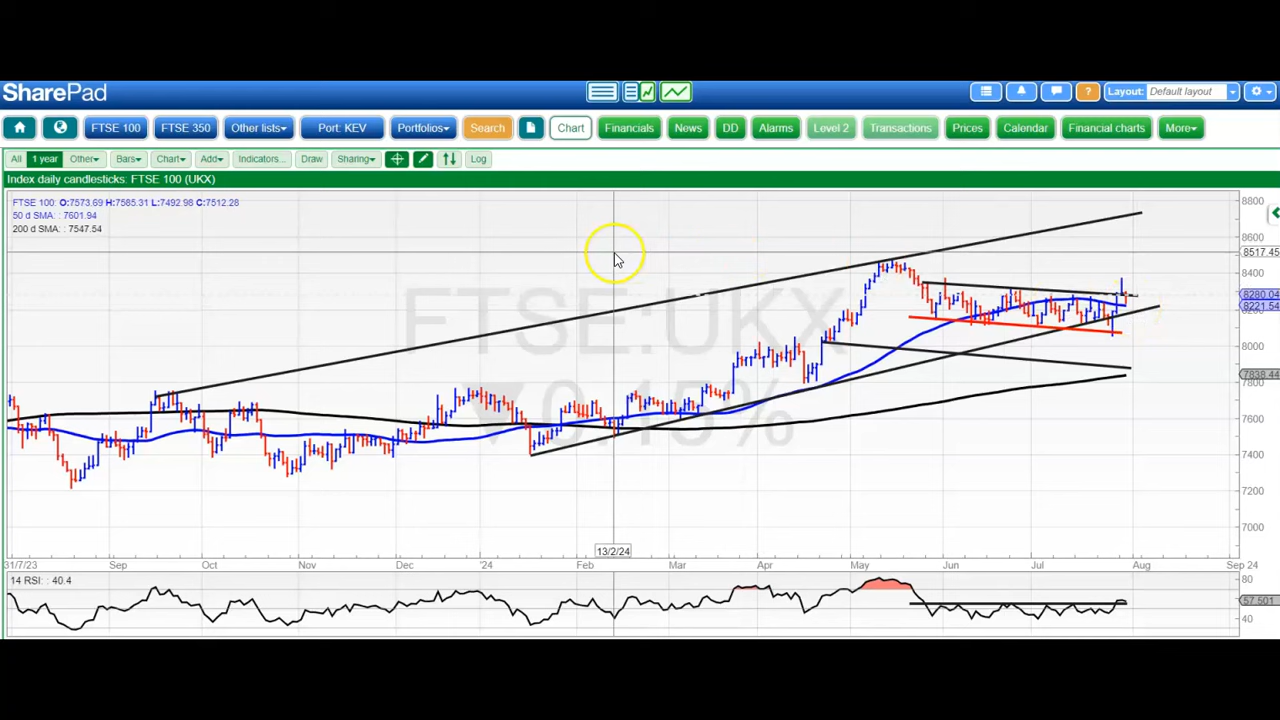 SharePad
? Layout: Default layout
FTSE 100 FTSE 350 Other lists Port: KEV Portfolios Search Chart Financials News DD Alarms Level 2 Transactions Prices Calendar Financial charts More
All 1 year Other Bars Chart Add Indicators... Draw Sharing Log
Index daily candlesticks: FTSE 100 (UKX)
FTSE 100: O:7573.69 H:7585.31 L:7492.98 C:7512.28
50 d SMA: : 7601.94
200 d SMA: : 7547.54
FTSE:UKX
▼0.45%
8800
8600
8517.45
8400
8280.04
8221.54
8000
7838.44
7800
7600
7400
7200
7000
13/2/24
31/7/23 Sep Oct Nov Dec '24 Feb Mar Apr May Jun Jul Aug Sep 24
14 RSI: : 40.4
80
57.501
40